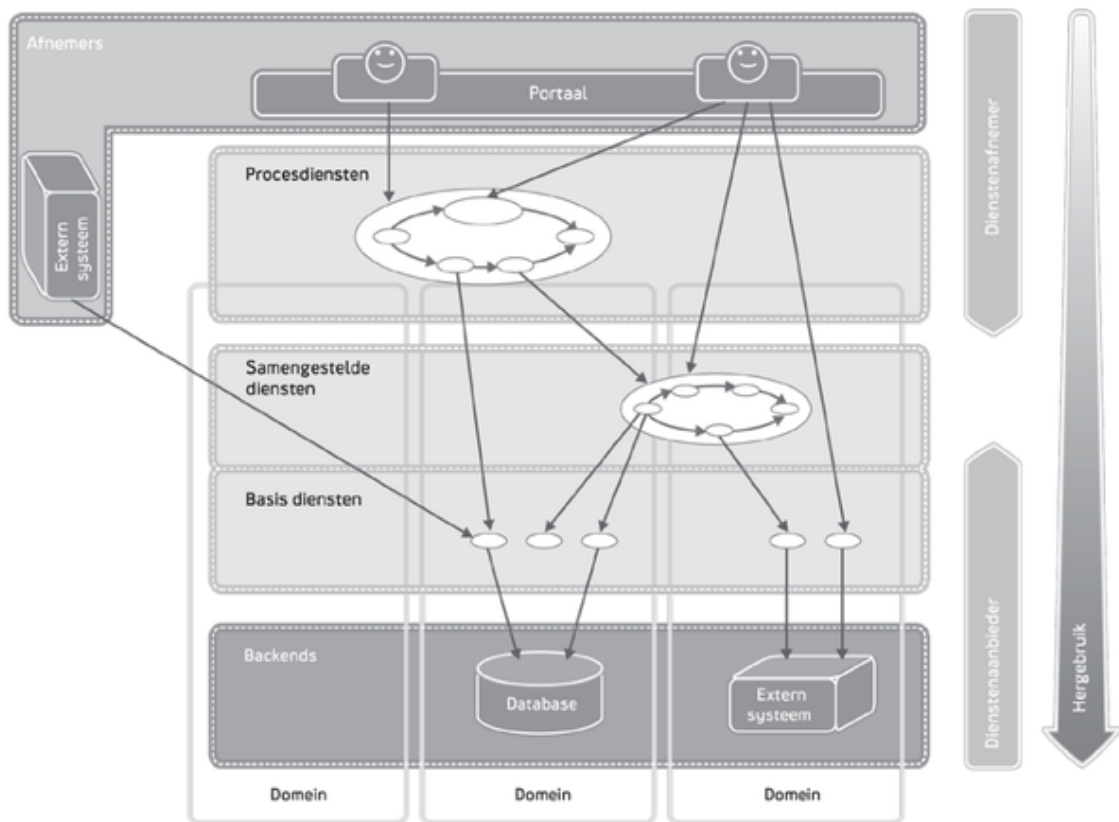 Afnemers
Portaal
Extern
systeem
Procesdiensten
Samengestelde
diensten
Basis diensten
Backends
Database
Extern
systeem
Domein
Domein
Domein
Dienstenafnemer
Dienstenaanbieder
Hergebruik